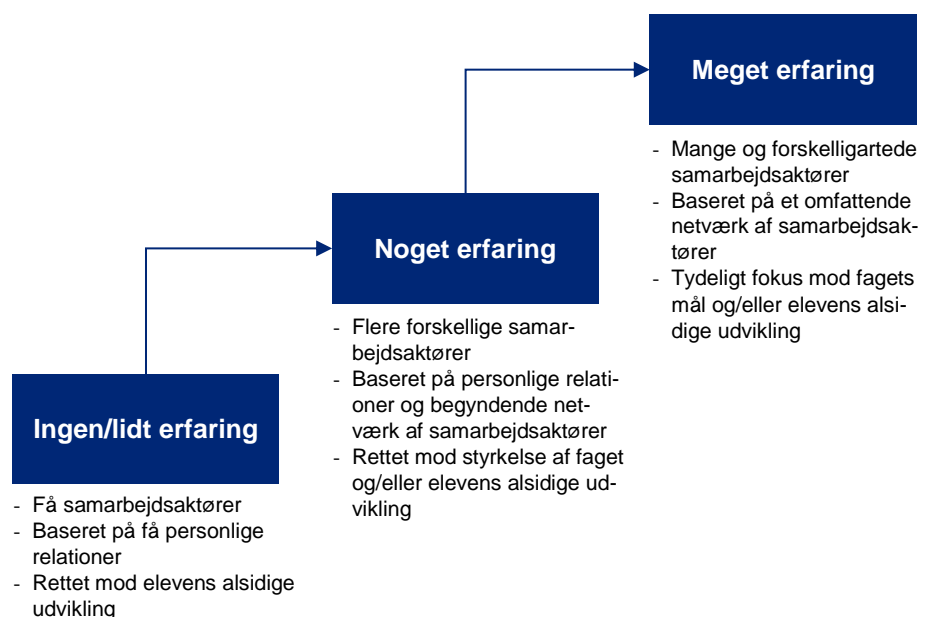 Meget erfaring
- Mange og forskelligartede
samarbejdsaktører
- Baseret på et omfattende
netværk af samarbejdsak-
tører
- Tydeligt fokus mod fagets
mål og/eller elevens alsi-
dige udvikling
Noget erfaring
- Flere forskellige samar-
bejdsaktører
- Baseret på personlige relati-
oner og begyndende net-
værk af samarbejdsaktører
- Rettet mod styrkelse af faget
og/eller elevens alsidige ud-
vikling
Ingen/lidt erfaring
- Få samarbejdsaktører
- Baseret på få personlige
relationer
- Rettet mod elevens alsidige
udvikling